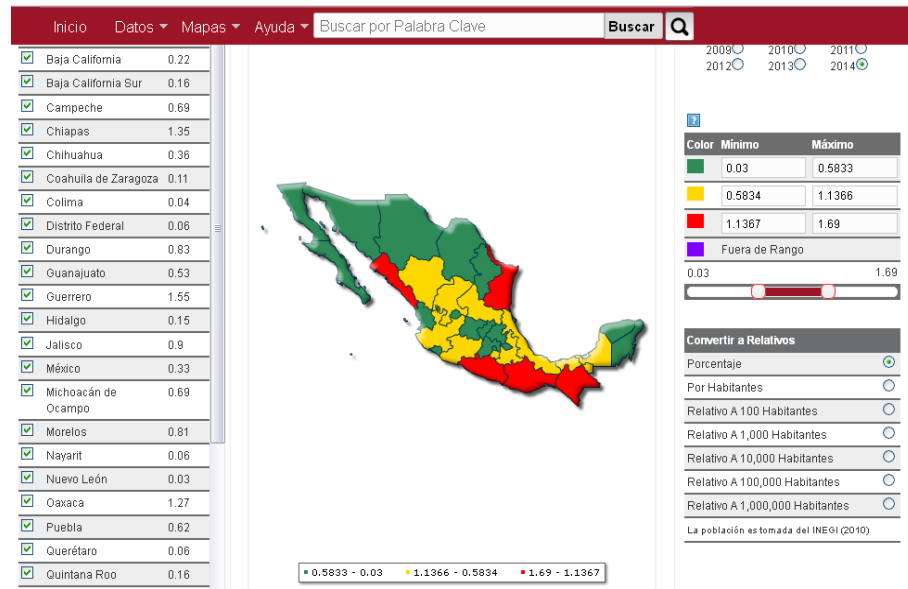 Inicio Datos Mapas Ayuda Buscar por Palabra Clave Buscar
Baja California 0.22
Baja California Sur 0.16
Campeche 0.69
Chiapas 1.35
Chihuahua 0.36
Coahuila de Zaragoza 0.11
Colima 0.04
Distrito Federal 0.06
Durango 0.83
Guanajuato 0.53
Guerrero 1.55
Hidalgo 0.15
Jalisco 0.9
México 0.33
Michoacán de 0.69
Ocampo
Morelos 0.81
Nayarit 0.06
Nuevo León 0.03
Oaxaca 1.27
Puebla 0.62
Querétaro 0.06
Quintana Roo 0.16
0.5833 - 0.03 1.1366 - 0.5834 1.69 - 1.1367
2009 2010 2011
2012 2013 2014
?
Color Mínimo Máximo
0.03 0.5833
0.5834 1.1366
1.1367 1.69
Fuera de Rango
0.03 1.69
Convertir a Relativos
Porcentaje
Por Habitantes
Relativo A 100 Habitantes
Relativo A 1,000 Habitantes
Relativo A 10,000 Habitantes
Relativo A 100,000 Habitantes
Relativo A 1,000,000 Habitantes
La población es tomada del INEGI (2010)